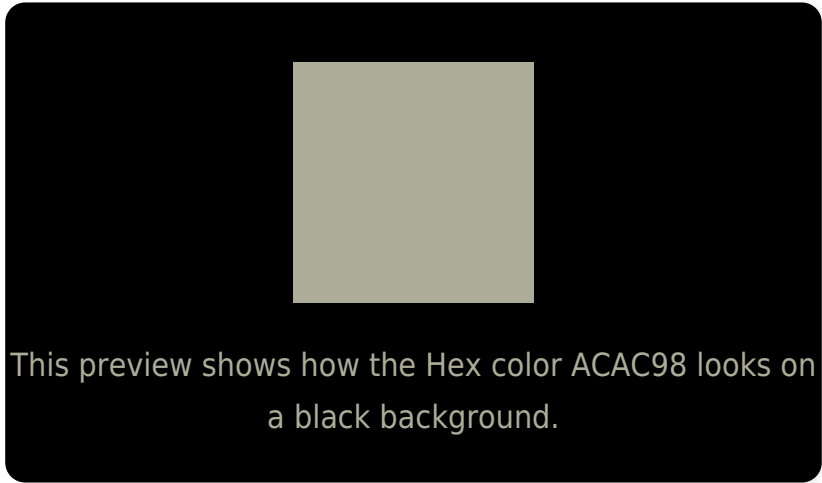 This preview shows how the Hex color ACAC98 looks on
a black background.